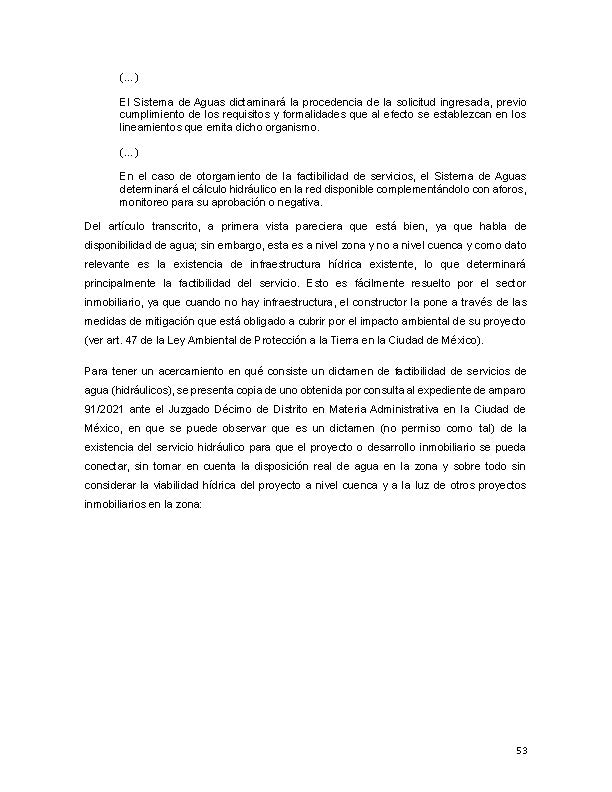 (…)
El Sistema de Aguas dictaminará la procedencia de la solicitud ingresada, previo
cumplimiento de los requisitos y formalidades que al efecto se establezcan en los
lineamientos que emita dicho organismo.
(…)
En el caso de otorgamiento de la factibilidad de servicios, el Sistema de Aguas
determinará el cálculo hidráulico en la red disponible complementándolo con aforos,
monitoreo para su aprobación o negativa.
Del artículo transcrito, a primera vista pareciera que está bien, ya que habla de
disponibilidad de agua; sin embargo, esta es a nivel zona y no a nivel cuenca y como dato
relevante es la existencia de infraestructura hídrica existente, lo que determinará
principalmente la factibilidad del servicio. Esto es fácilmente resuelto por el sector
inmobiliario, ya que cuando no hay infraestructura, el constructor la pone a través de las
medidas de mitigación que está obligado a cubrir por el impacto ambiental de su proyecto
(ver art. 47 de la Ley Ambiental de Protección a la Tierra en la Ciudad de México).
Para tener un acercamiento en qué consiste un dictamen de factibilidad de servicios de
agua (hidráulicos), se presenta copia de uno obtenida por consulta al expediente de amparo
91/2021 ante el Juzgado Décimo de Distrito en Materia Administrativa en la Ciudad de
México, en que se puede observar que es un dictamen (no permiso como tal) de la
existencia del servicio hidráulico para que el proyecto o desarrollo inmobiliario se pueda
conectar, sin tomar en cuenta la disposición real de agua en la zona y sobre todo sin
considerar la viabilidad hídrica del proyecto a nivel cuenca y a la luz de otros proyectos
inmobiliarios en la zona:
53